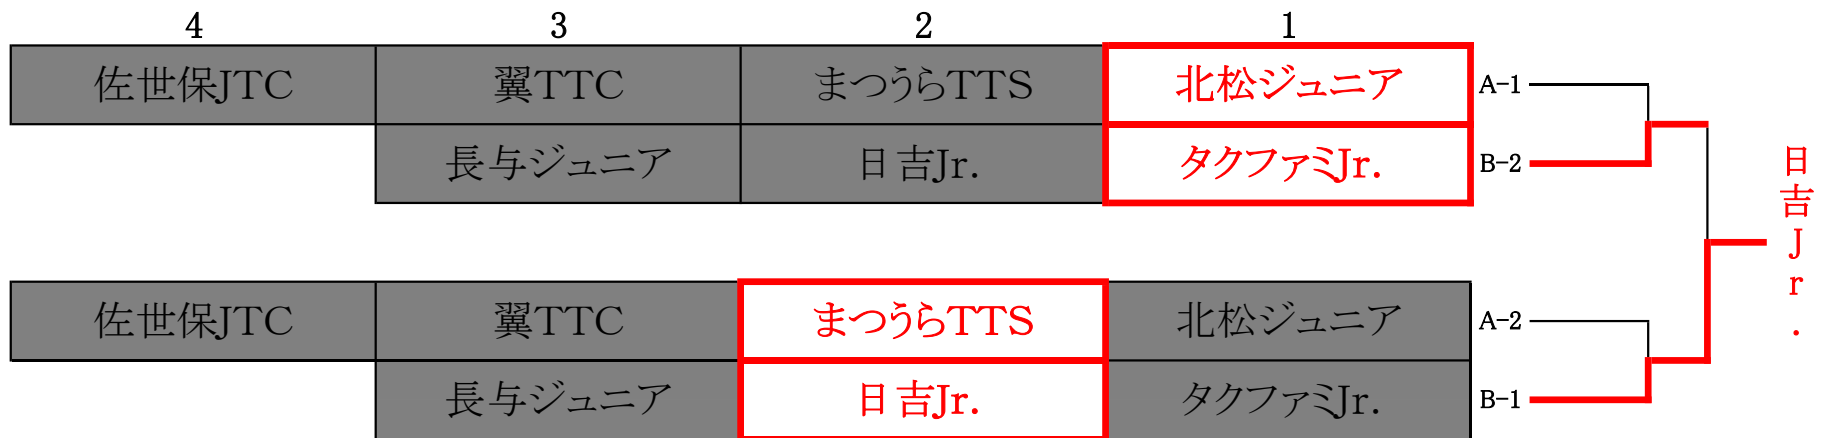 4 3 2 1
佐世保JTC 翼TTC まつうらTTS 北松ジュニア A-1
長与ジュニア 日吉Jr. タクファミJr. B-2
日吉Jr.
佐世保JTC 翼TTC まつうらTTS 北松ジュニア A-2
長与ジュニア 日吉Jr. タクファミJr. B-1